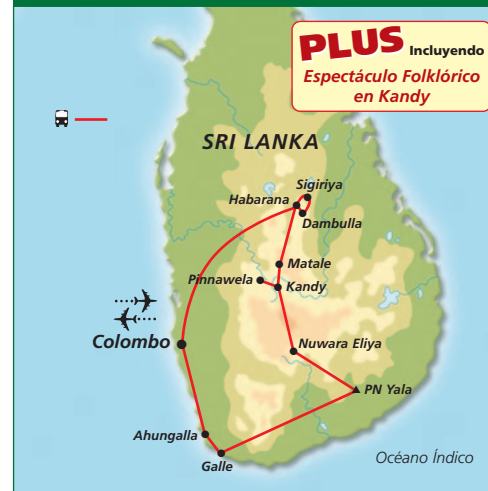 PLUS Incluyendo
Espectáculo Folklórico
en Kandy
SRI LANKA
Sigiriya
Habarana
Dambulla
Matale
Pinnawela
Kandy
Colombo
Nuwara Eliya
PN Yala
Ahungalla
Galle
Océano Índico